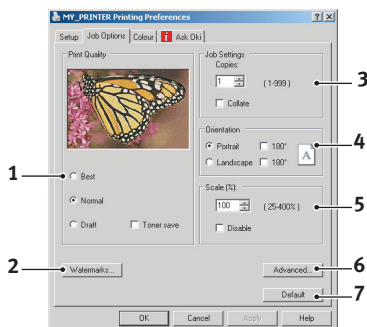 MY_PRINTER Printing Preferences
Setup Job Options Colour Ask Oki
Print Quality
Job Settings
Copies:
1 (1-999)
3
Collate
Orientation
Portrait 180°
4
A
Landscape 180°
1
Best
Scale (%):
Normal
100 (25-400%)
5
Draft Toner save
Disable
2
Watermarks...
Advanced...
6
Default
7
OK Cancel Apply Help